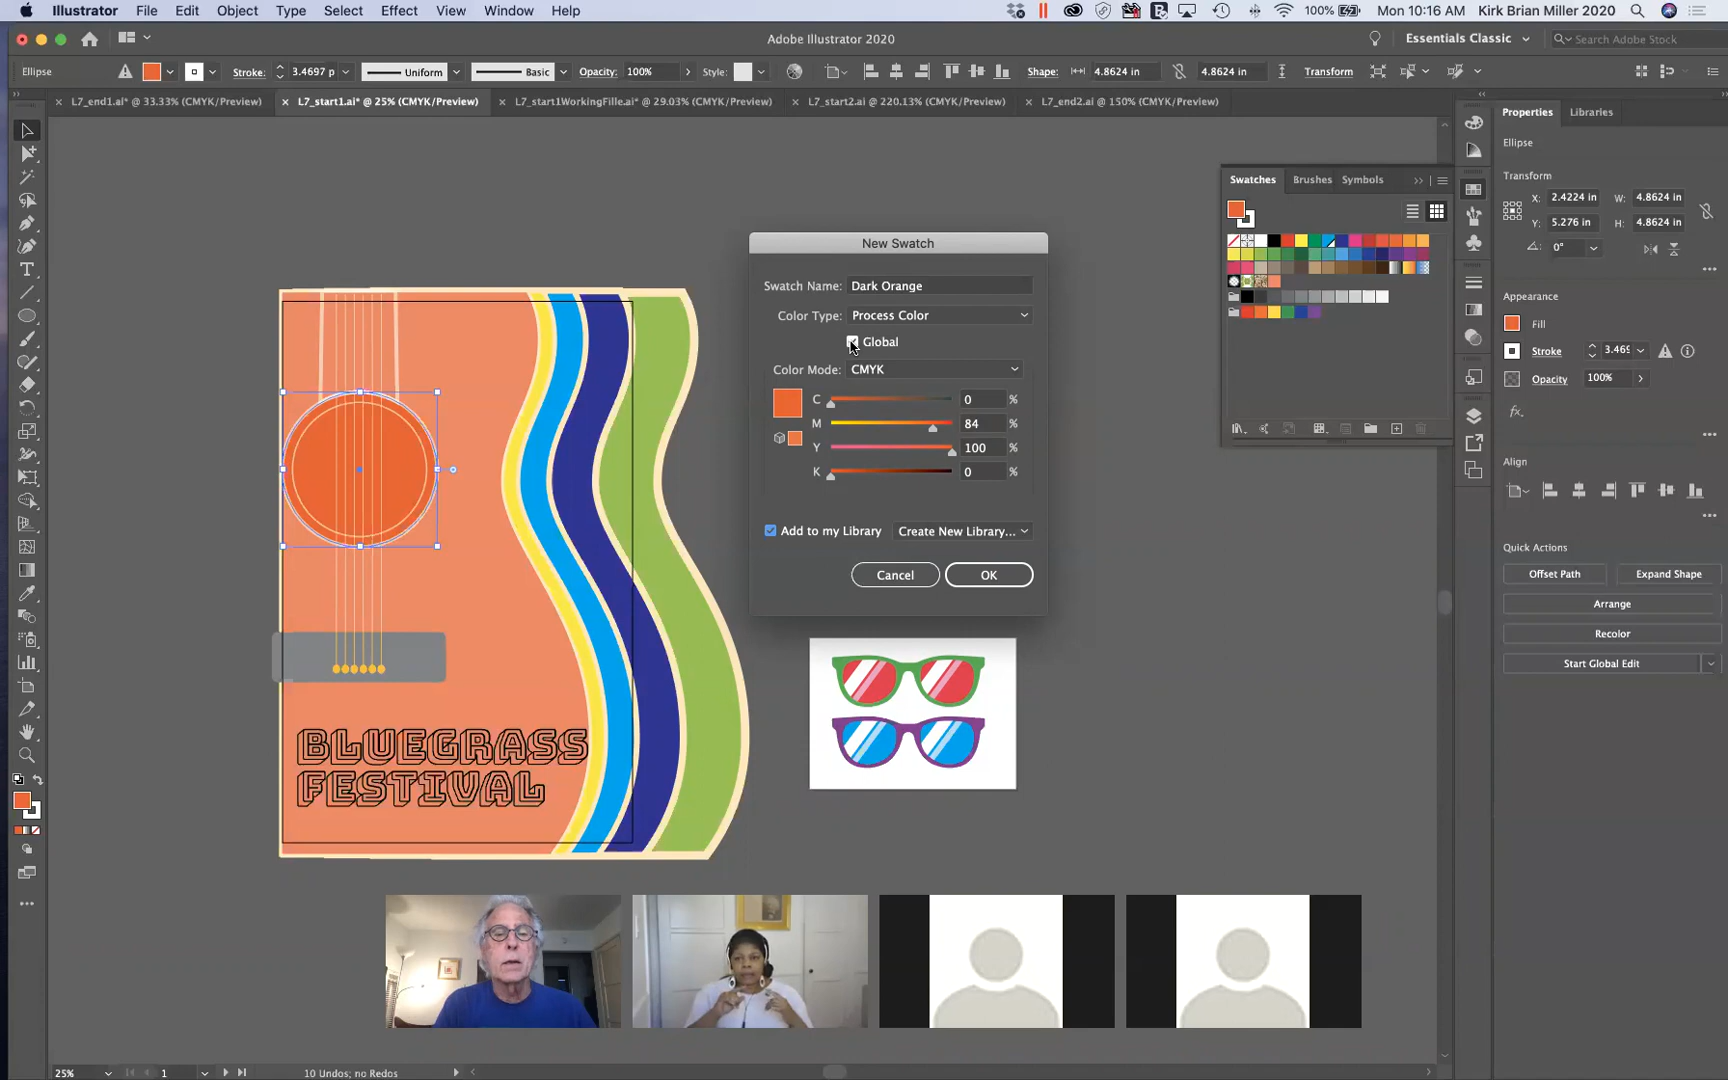 Illustrator File Edit Object Type Select Effect View Window Help 100% Mon 10:16 AM Kirk Brian Miller 2020
Adobe Illustrator 2020 Essentials Classic Search Adobe Stock
Ellipse Stroke: 3.4697 p Uniform Basic Opacity: 100% Style: Shape: 4.8624 in 4.8624 in Transform
L7_end1.ai* @ 33.33% (CMYK/Preview) L7_start1.ai* @ 25% (CMYK/Preview) L7_start1WorkingFille.ai* @ 29.03% (CMYK/Preview) L7_start2.ai @ 220.13% (CMYK/Preview) L7_end2.ai @ 150% (CMYK/Preview)
Properties Libraries
Ellipse
Transform
X: 2.4224 in W: 4.8624 in
Y: 5.276 in H: 4.8624 in
0°
Appearance
Fill
Stroke 3.469
Opacity 100%
fx.
Align
Quick Actions
Offset Path Expand Shape
Arrange
Recolor
Start Global Edit
Swatches Brushes Symbols
New Swatch
Swatch Name: Dark Orange
Color Type: Process Color
Global
Color Mode: CMYK
C 0 %
M 84 %
Y 100 %
K 0 %
Add to my Library Create New Library...
Cancel OK
BLUEGRASS
FESTIVAL
25% 1 10 Undos; no Redos